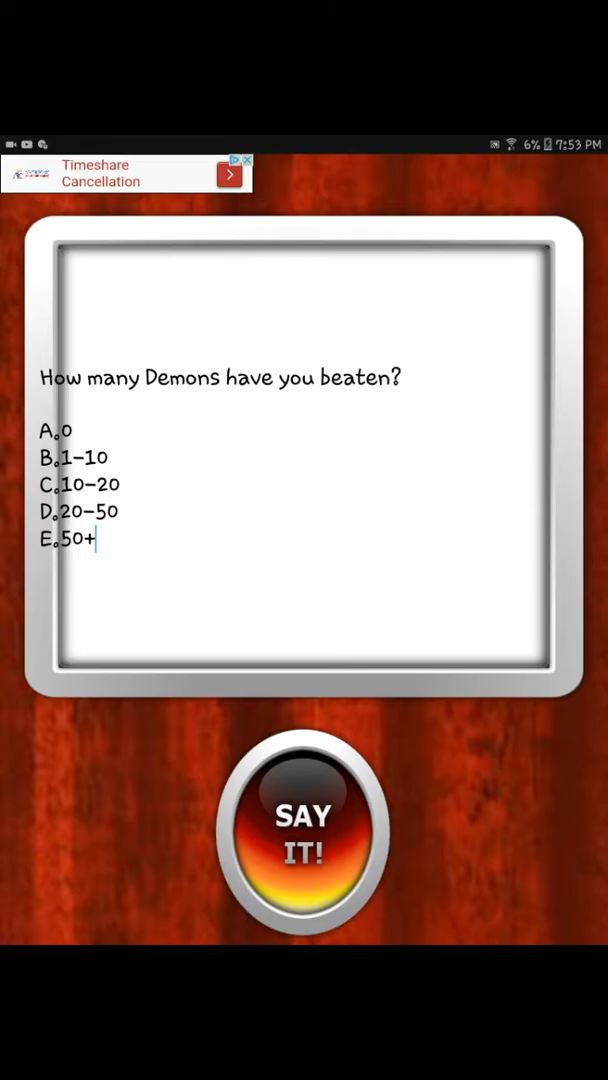 6% 7:53 PM
Timeshare
Cancellation
How many Demons have you beaten?
A.0
B.1-10
C.10-20
D.20-50
E.50+
SAY
IT!